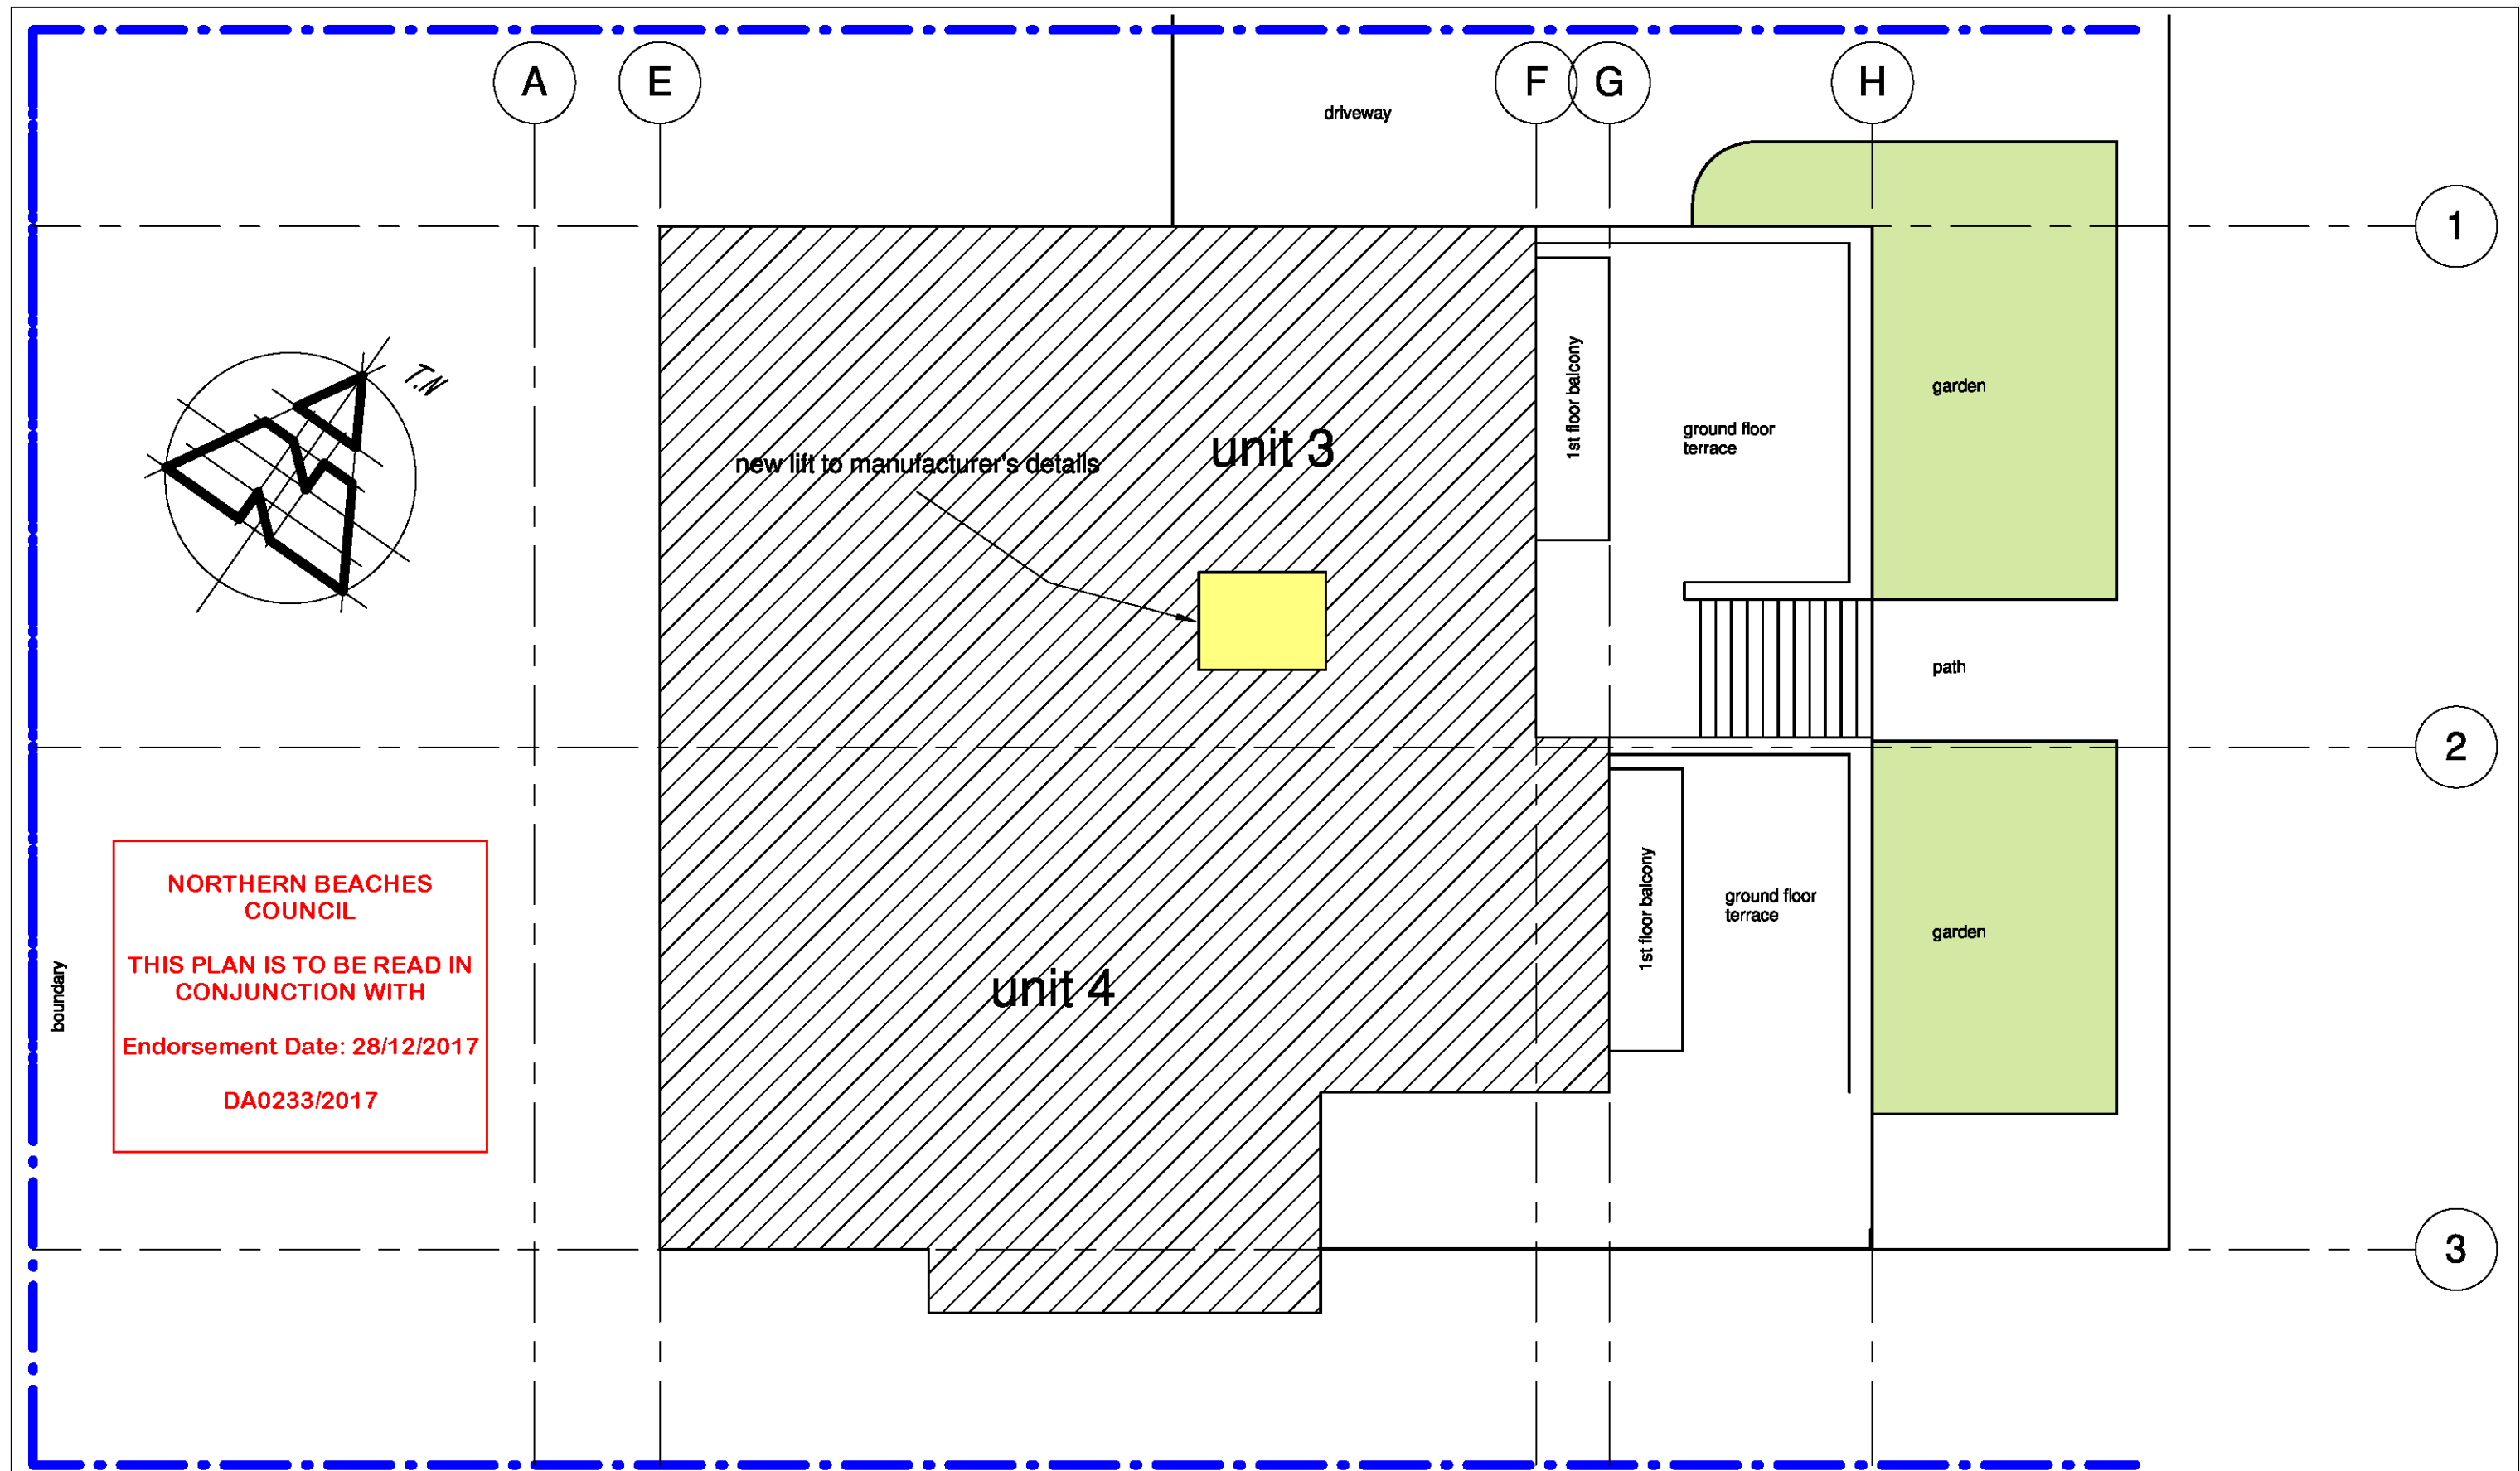 A
E
F
G
H
driveway
1
T.N
1st floor balcony
garden
unit 3
ground floor
terrace
new lift to manufacturer's details
path
2
NORTHERN BEACHES
COUNCIL
THIS PLAN IS TO BE READ IN
CONJUNCTION WITH
Endorsement Date: 28/12/2017
DA0233/2017
boundary
unit 4
1st floor balcony
ground floor
terrace
garden
3